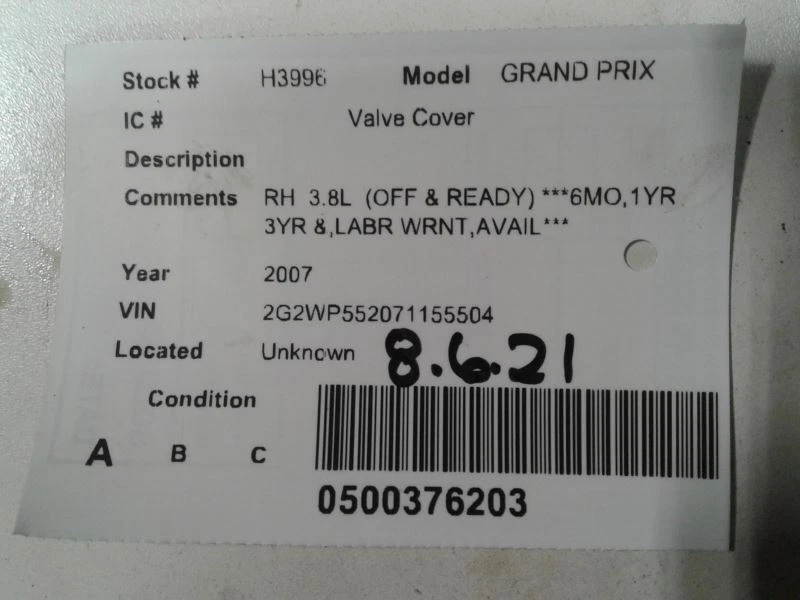 Stock # H3996 Model GRAND PRIX
IC # Valve Cover
Description
Comments RH 3.8L (OFF & READY) ***6MO,1YR
3YR &,LABR WRNT,AVAIL***
Year 2007
VIN 2G2WP552071155504
Located Unknown 8.6.21
Condition
A B C
0500376203